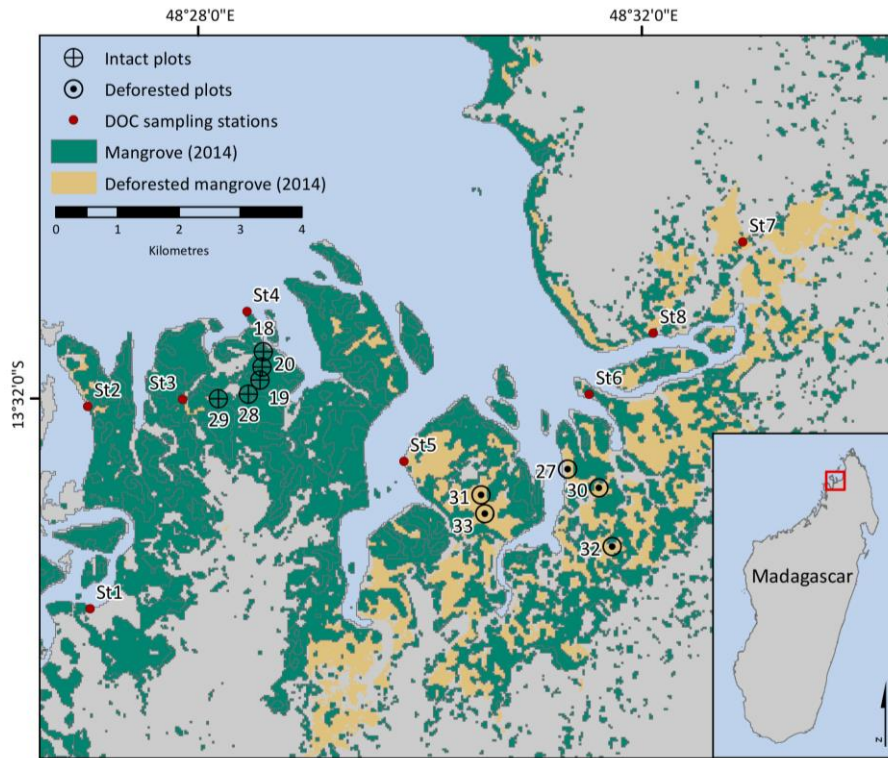 48°28'0"E
48°32'0"E
Intact plots
Deforested plots
DOC sampling stations
Mangrove (2014)
Deforested mangrove (2014)
0 1 2 3 4
Kilometres
13°32'0"S
St7
St4
St8
18
20
St2
St3
19
St6
29
28
St5
27
30
31
33
32
St1
Madagascar
N